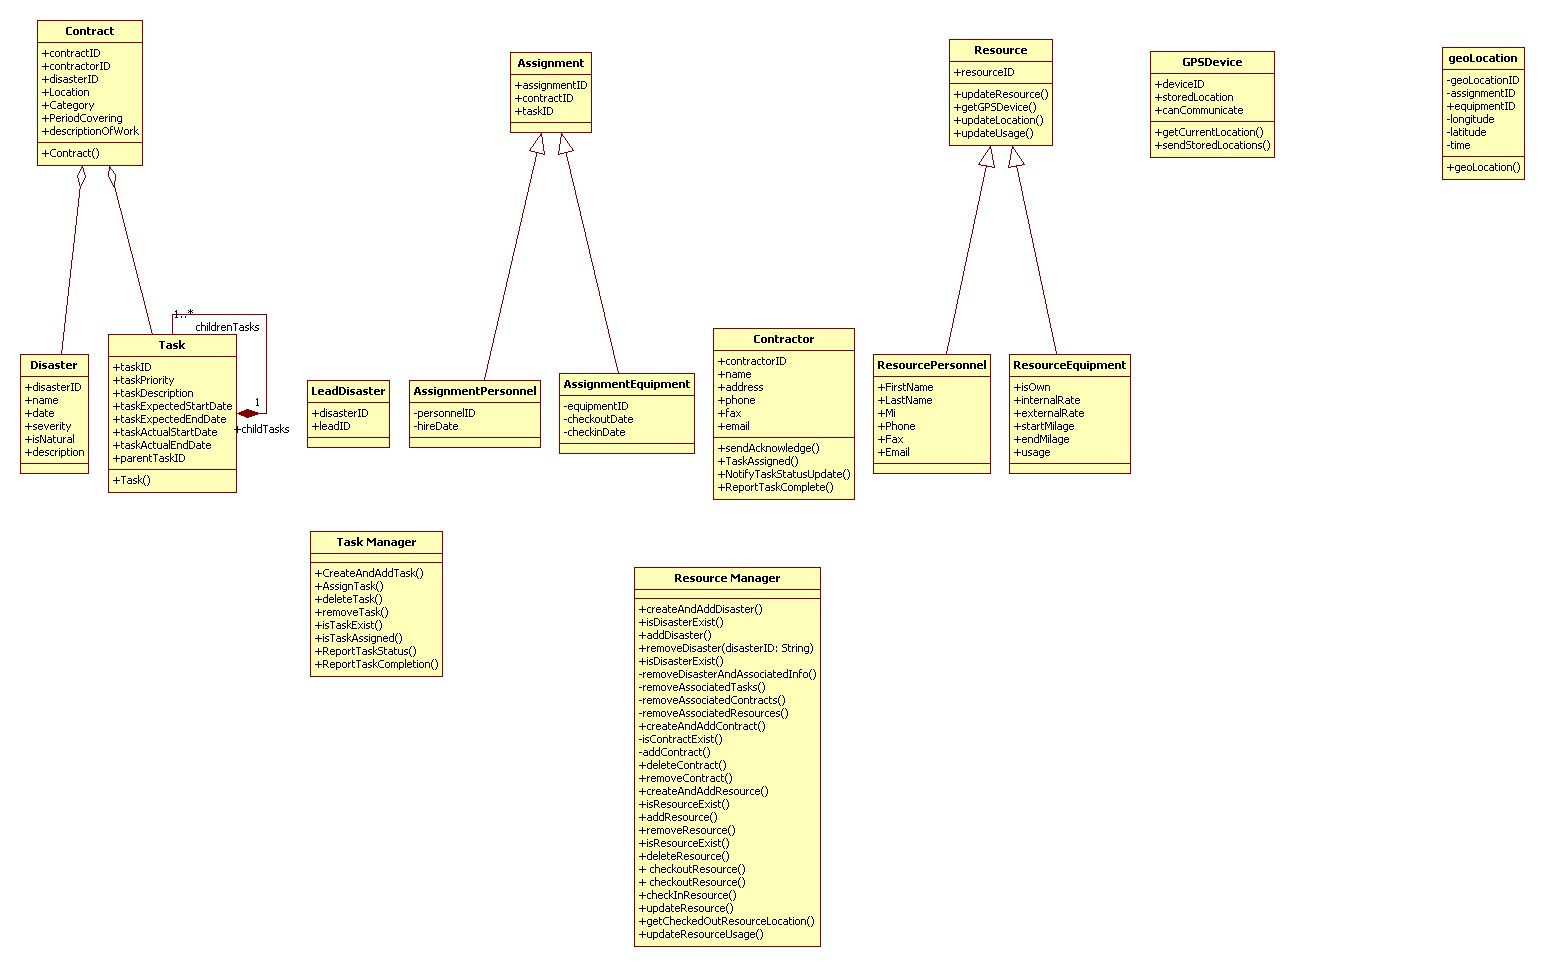 Contract
+contractID
+contractorID
+disasterID
+Location
+Category
+PeriodCovering
+descriptionOfWork
+Contract()
Assignment
+assignmentID
+contractID
+taskID
Resource
+resourceID
+updateResource()
+getGPSDevice()
+updateLocation()
+updateUsage()
GPSDevice
+deviceID
+storedLocation
+canCommunicate
+getCurrentLocation()
+sendStoredLocations()
geoLocation
-geoLocationID
-assignmentID
+equipmentID
-longitude
-latitude
-time
+geoLocation()
1..*
childrenTasks
1
+childTasks
Disaster
+disasterID
+name
+date
+severity
+isNatural
+description
Task
+taskID
+taskPriority
+taskDescription
+taskExpectedStartDate
+taskExpectedEndDate
+taskActualStartDate
+taskActualEndDate
+parentTaskID
+Task()
LeadDisaster
+disasterID
+leadID
AssignmentPersonnel
-personnelID
-hireDate
AssignmentEquipment
-equipmentID
-checkoutDate
-checkinDate
Contractor
+contractorID
+name
+address
+phone
+fax
+email
+sendAcknowledge()
+TaskAssigned()
+NotifyTaskStatusUpdate()
+ReportTaskComplete()
ResourcePersonnel
+FirstName
+LastName
+Mi
+Phone
+Fax
+Email
ResourceEquipment
+isOwn
+internalRate
+externalRate
+startMilage
+endMilage
+usage
Task Manager
+CreateAndAddTask()
+AssignTask()
+deleteTask()
+removeTask()
+isTaskExist()
+isTaskAssigned()
+ReportTaskStatus()
+ReportTaskCompletion()
Resource Manager
+createAndAddDisaster()
+isDisasterExist()
+addDisaster()
+removeDisaster(disasterID: String)
+isDisasterExist()
-removeDisasterAndAssociatedInfo()
-removeAssociatedTasks()
-removeAssociatedContracts()
-removeAssociatedResources()
+createAndAddContract()
-isContractExist()
-addContract()
+deleteContract()
+removeContract()
+createAndAddResource()
+isResourceExist()
+addResource()
+removeResource()
+isResourceExist()
+deleteResource()
+ checkoutResource()
+ checkoutResource()
+checkInResource()
+updateResource()
+getCheckedOutResourceLocation()
+updateResourceUsage()